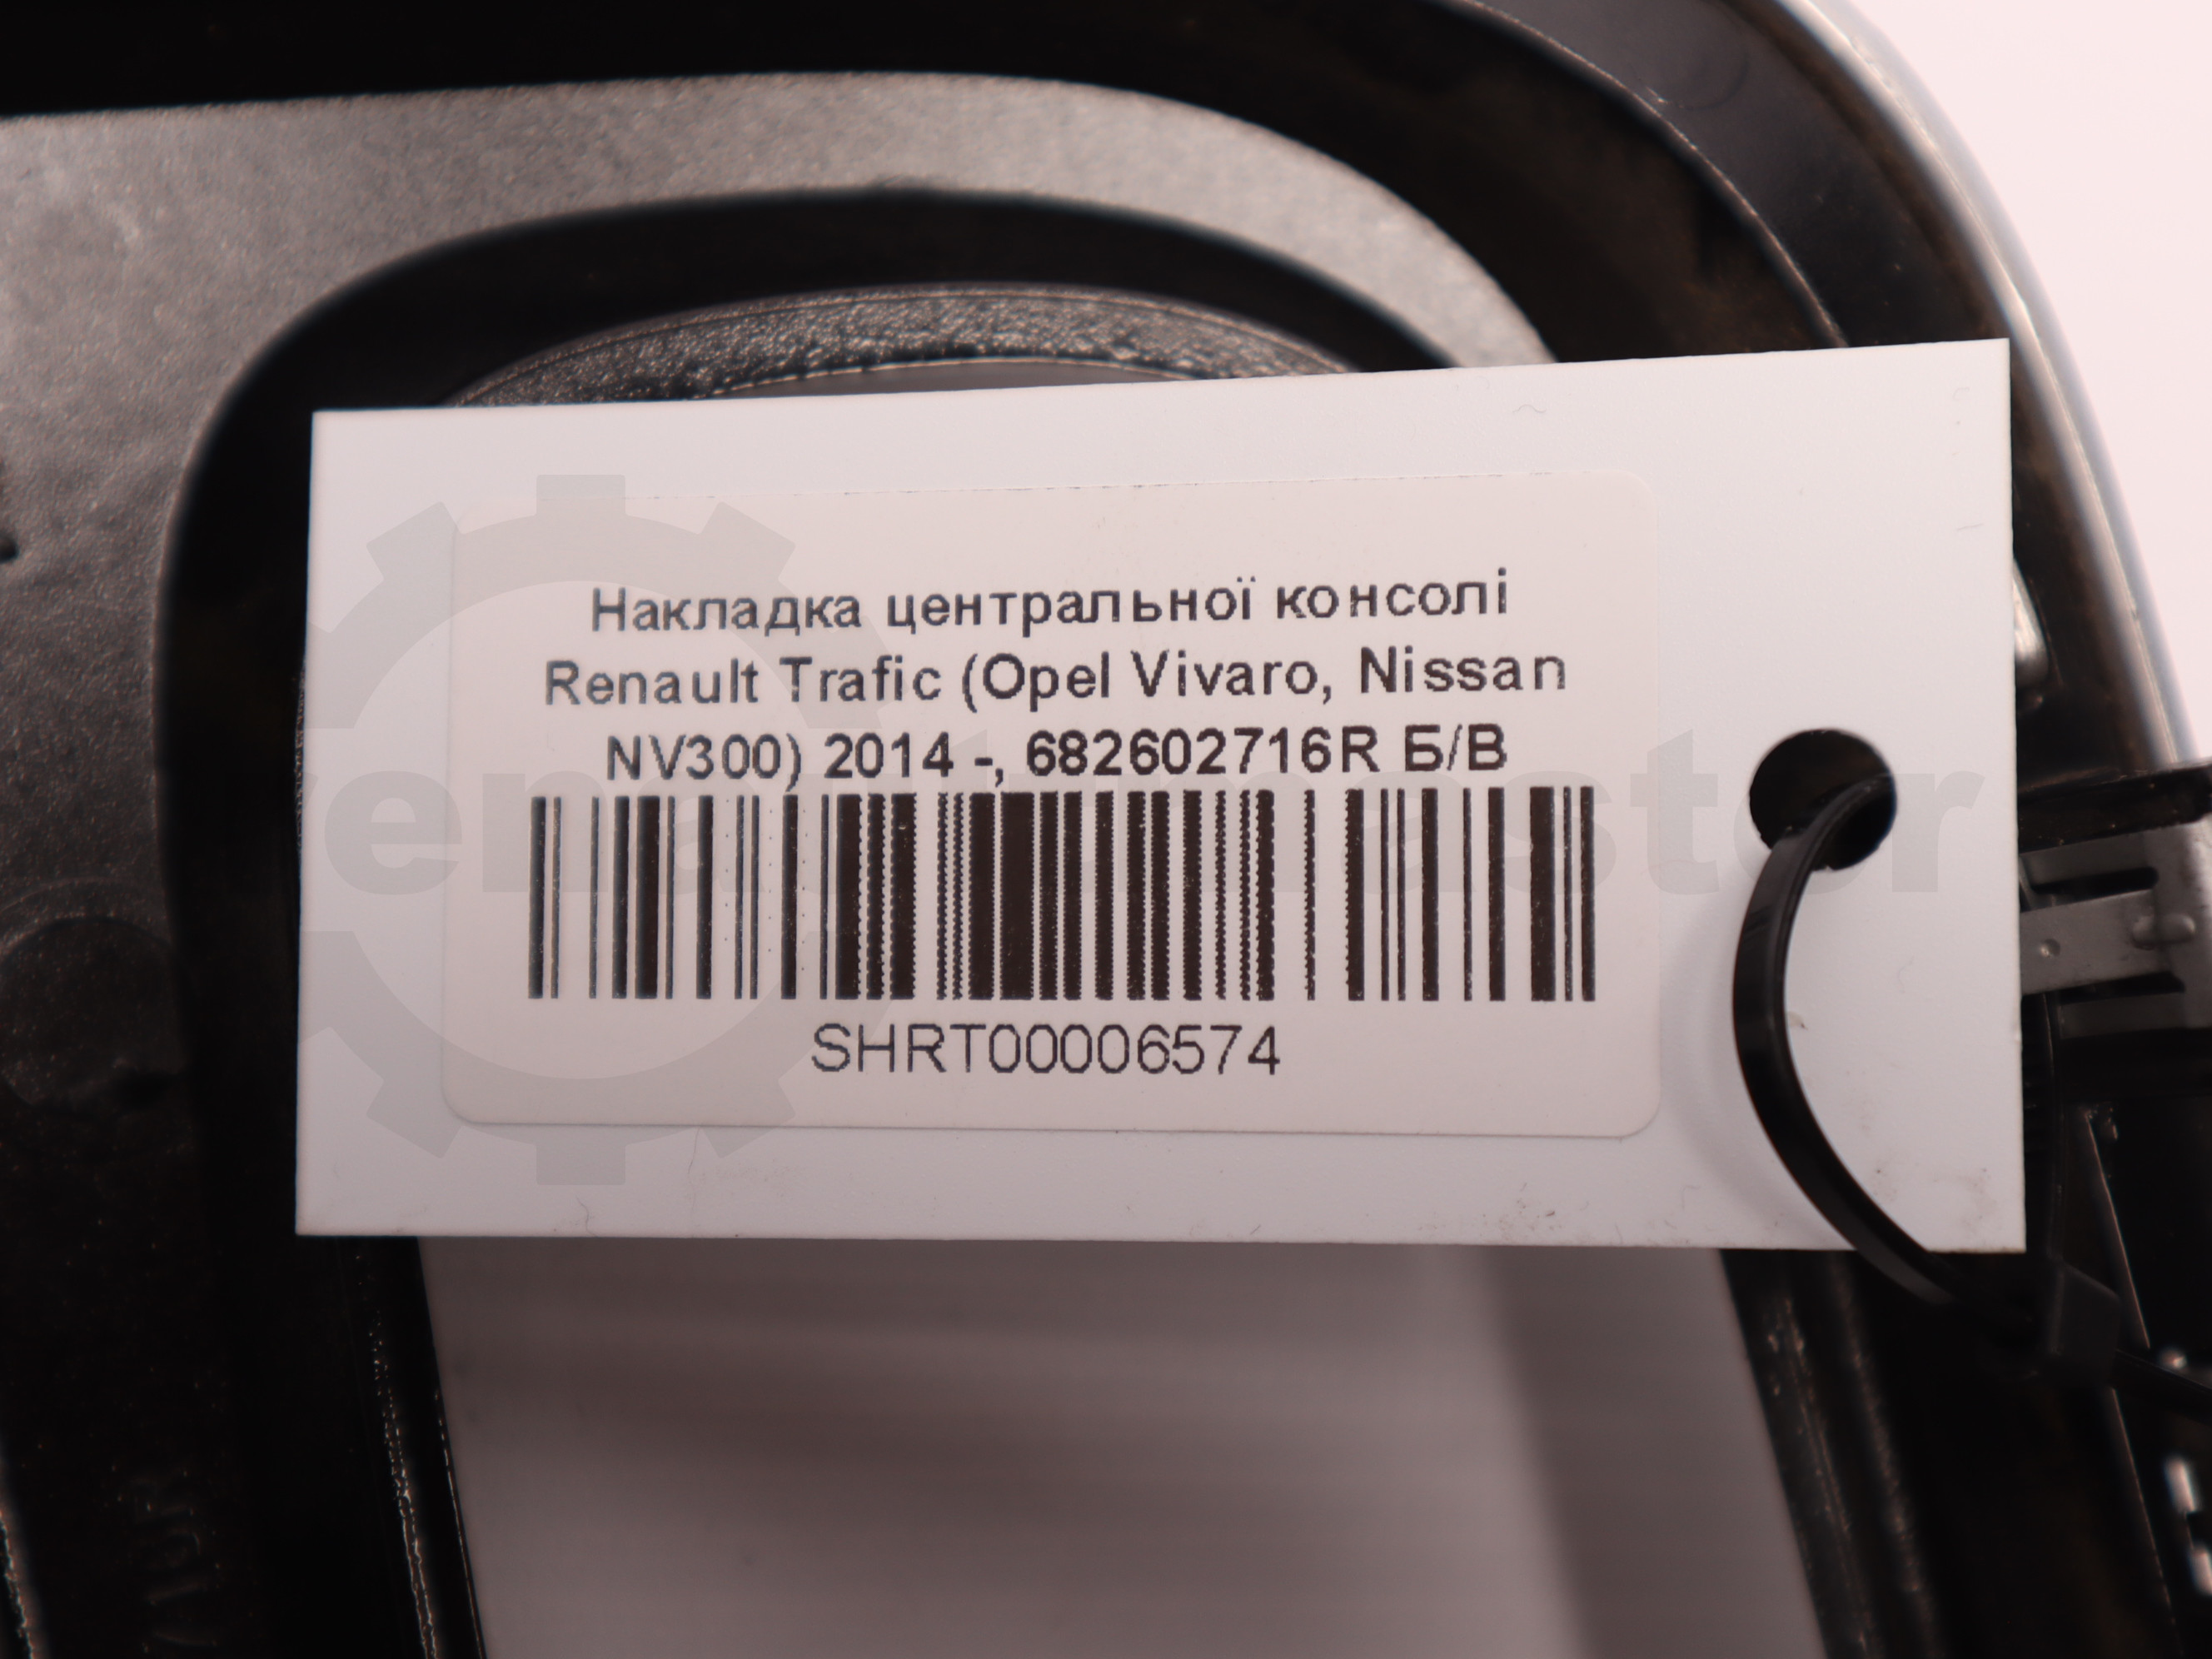 Накладка центральної консолі
Renault Trafic (Opel Vivaro, Nissan
NV300) 2014 -, 682602716R Б/В
SHRT00006574